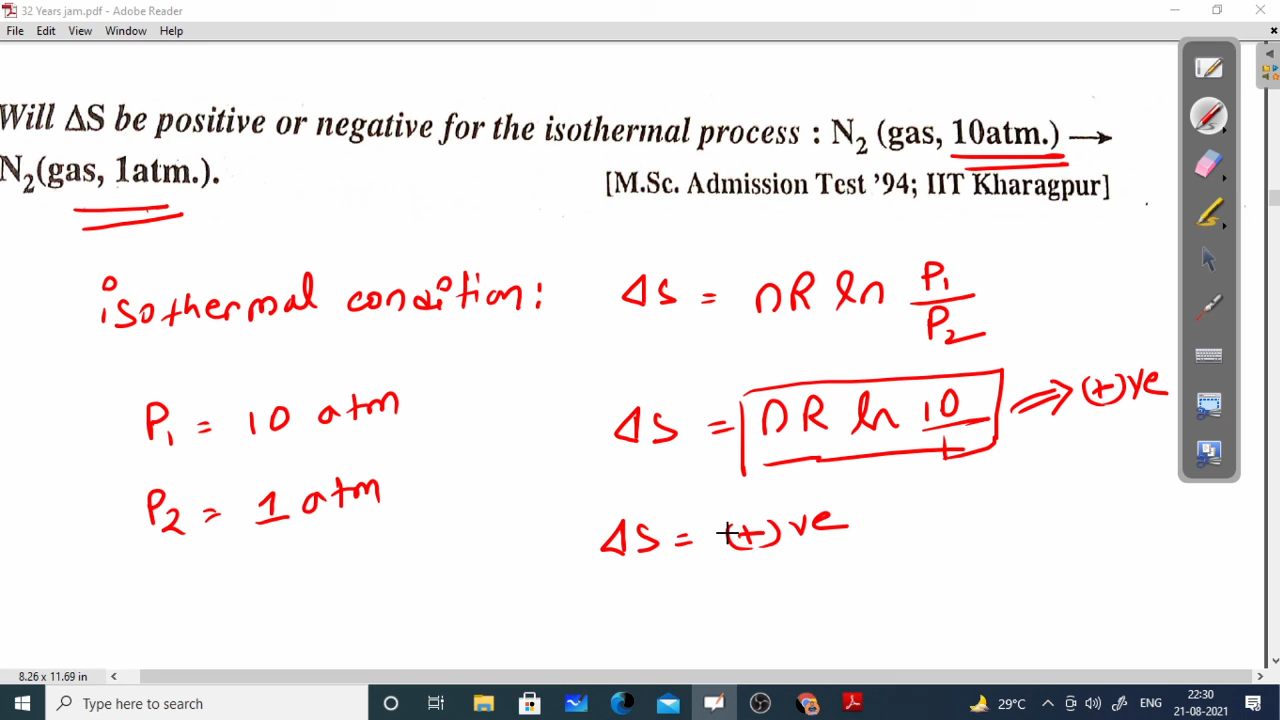 32 Years jam.pdf - Adobe Reader
File Edit View Window Help
Will ΔS be positive or negative for the isothermal process : N₂ (gas, 10atm.) ⟶
N₂(gas, 1atm.).
[M.Sc. Admission Test '94; IIT Kharagpur]
isothermal condition: ΔS = nR ln P₁/P₂
P₁ = 10 atm
ΔS = nR ln 10/1 ⟹ (+)ve
P₂ = 1 atm
ΔS = (+)ve
8.26 x 11.69 in
Type here to search
29°C ENG 22:30
21-08-2021